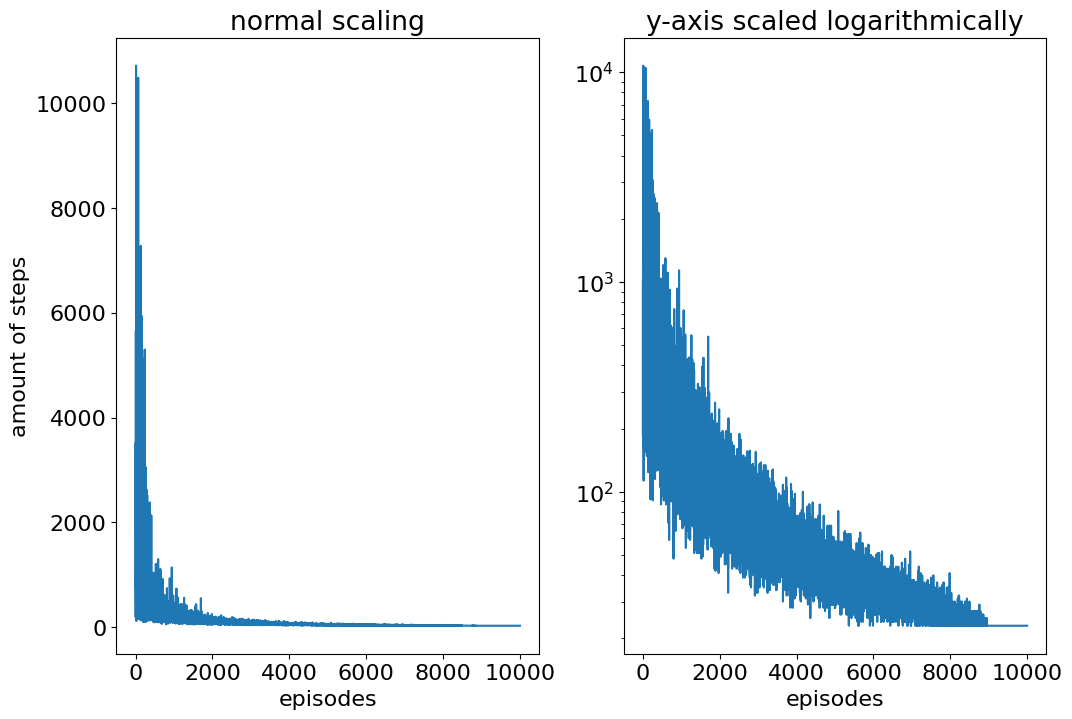 normal scaling
y-axis scaled logarithmically
amount of steps
10000
8000
6000
4000
2000
0
0 2000 4000 6000 8000 10000
episodes
10^4
10^3
10^2
0 2000 4000 6000 8000 10000
episodes